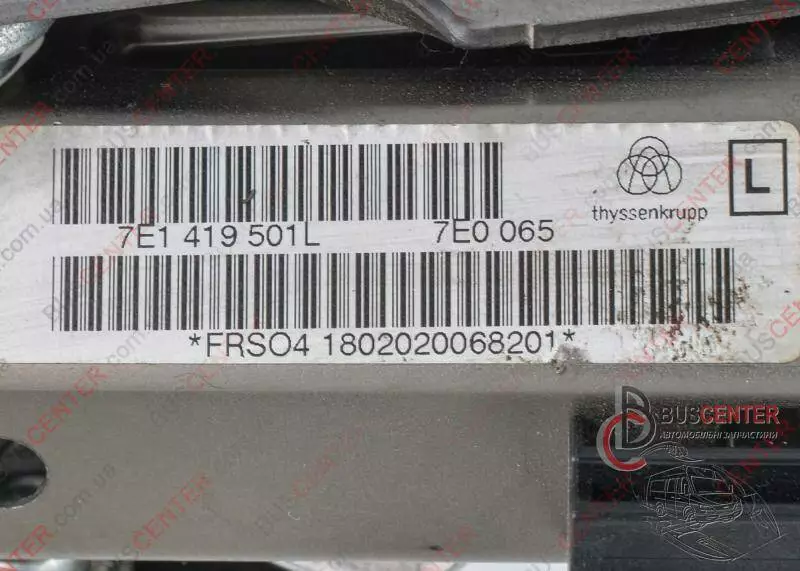 thyssenkrupp
L
7E1 419 501L 7E0 065
*FRSO4 1802020068201*
BUSCENTER
АВТОМОБІЛЬНІ ЗАПЧАСТИНИ